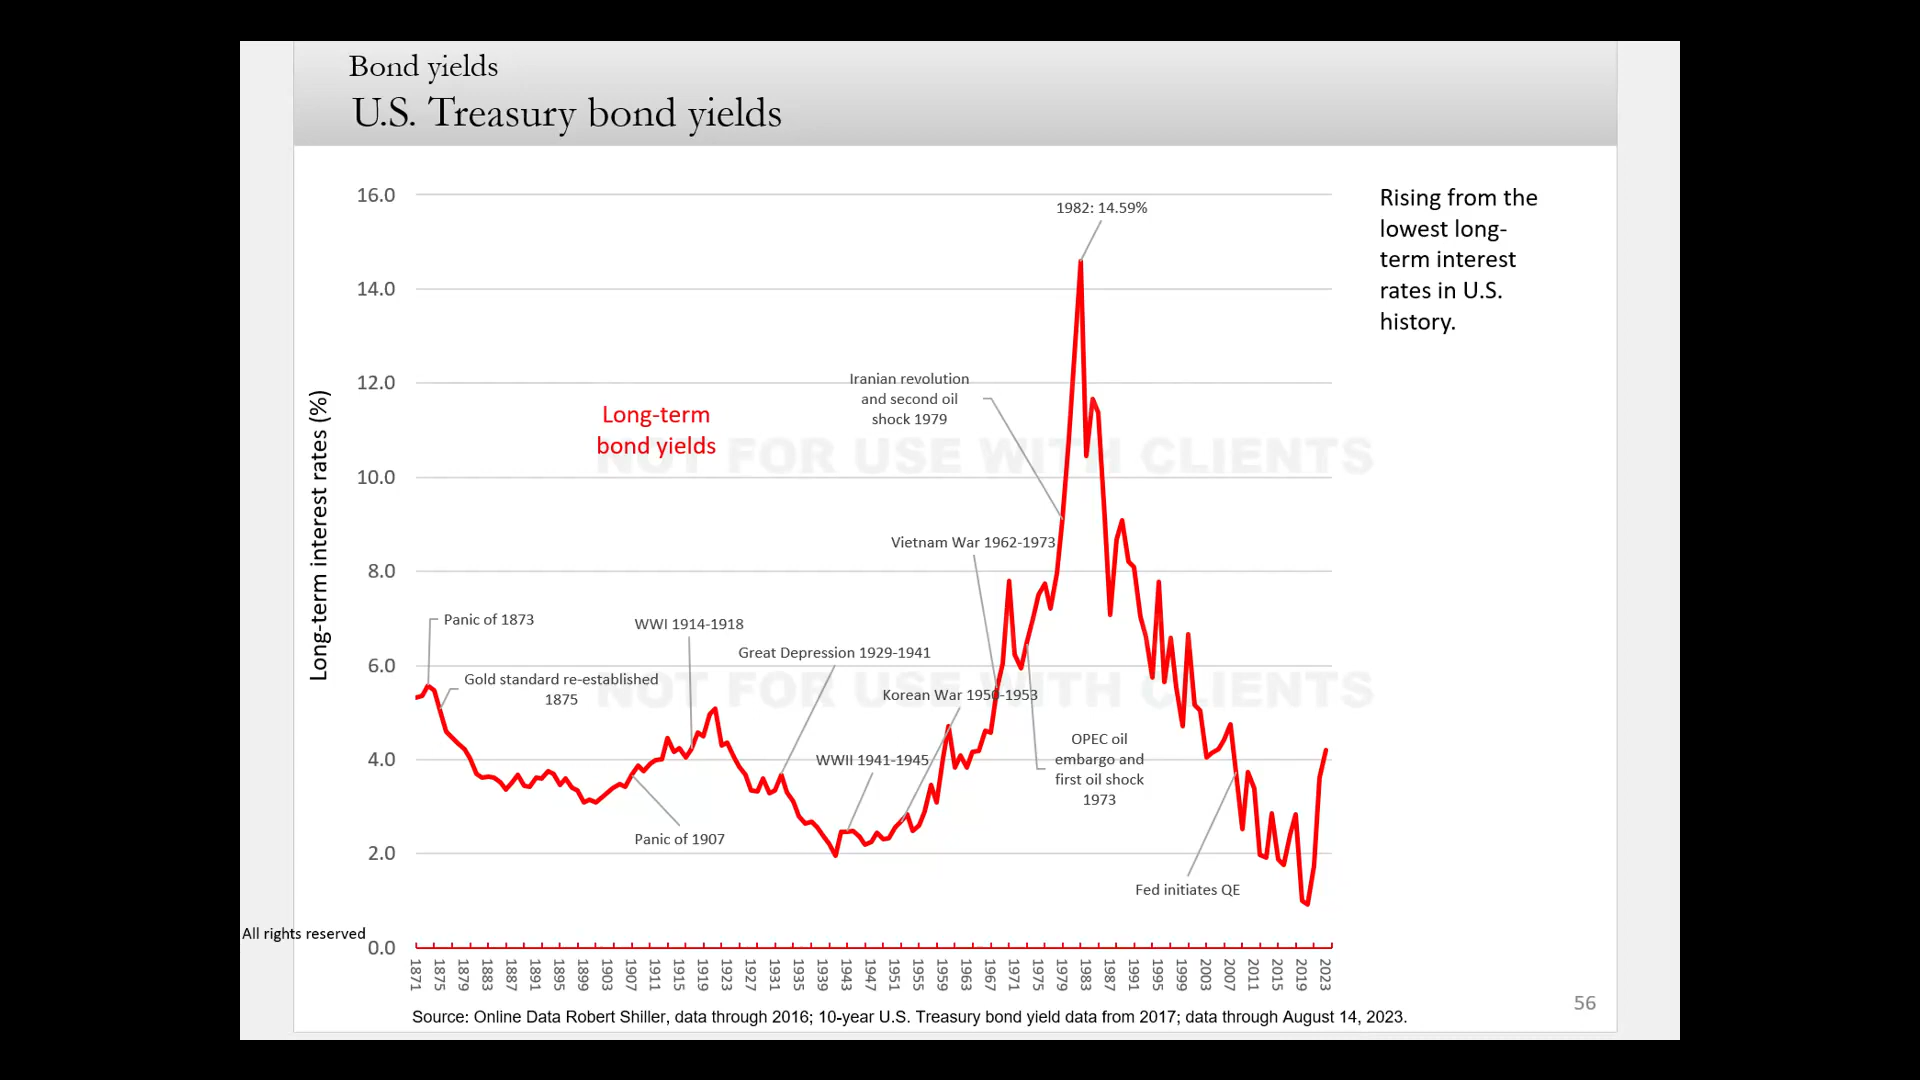 Bond yields
U.S. Treasury bond yields
16.0
14.0
12.0
10.0
8.0
6.0
4.0
2.0
0.0
Long-term interest rates (%)
1982: 14.59%
Rising from the
lowest long-
term interest
rates in U.S.
history.
Iranian revolution
and second oil
shock 1979
Long-term
bond yields
NOT FOR USE WITH CLIENTS
Vietnam War 1962-1973
Panic of 1873
WWI 1914-1918
Great Depression 1929-1941
Gold standard re-established
1875
NOT FOR USE WITH CLIENTS
Korean War 1950-1953
OPEC oil
embargo and
first oil shock
1973
WWII 1941-1945
Panic of 1907
Fed initiates QE
All rights reserved
1871
1875
1879
1883
1887
1891
1895
1899
1903
1907
1911
1915
1919
1923
1927
1931
1935
1939
1943
1947
1951
1955
1959
1963
1967
1971
1975
1979
1983
1987
1991
1995
1999
2003
2007
2011
2015
2019
2023
56
Source: Online Data Robert Shiller, data through 2016; 10-year U.S. Treasury bond yield data from 2017; data through August 14, 2023.